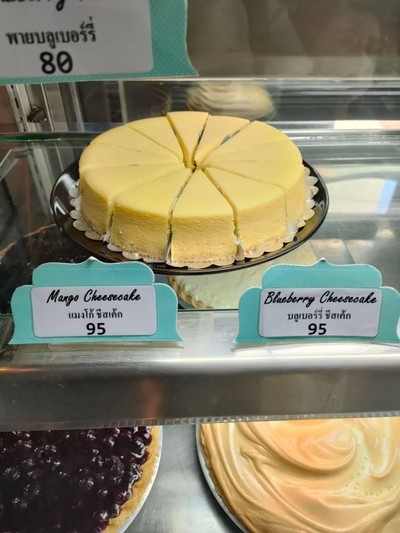 พายบลูเบอร์รี่
80
Mango Cheesecake
แมงโก้ ชีสเค้ก
95
Blueberry Cheesecake
บลูเบอร์รี่ ชีสเค้ก
95